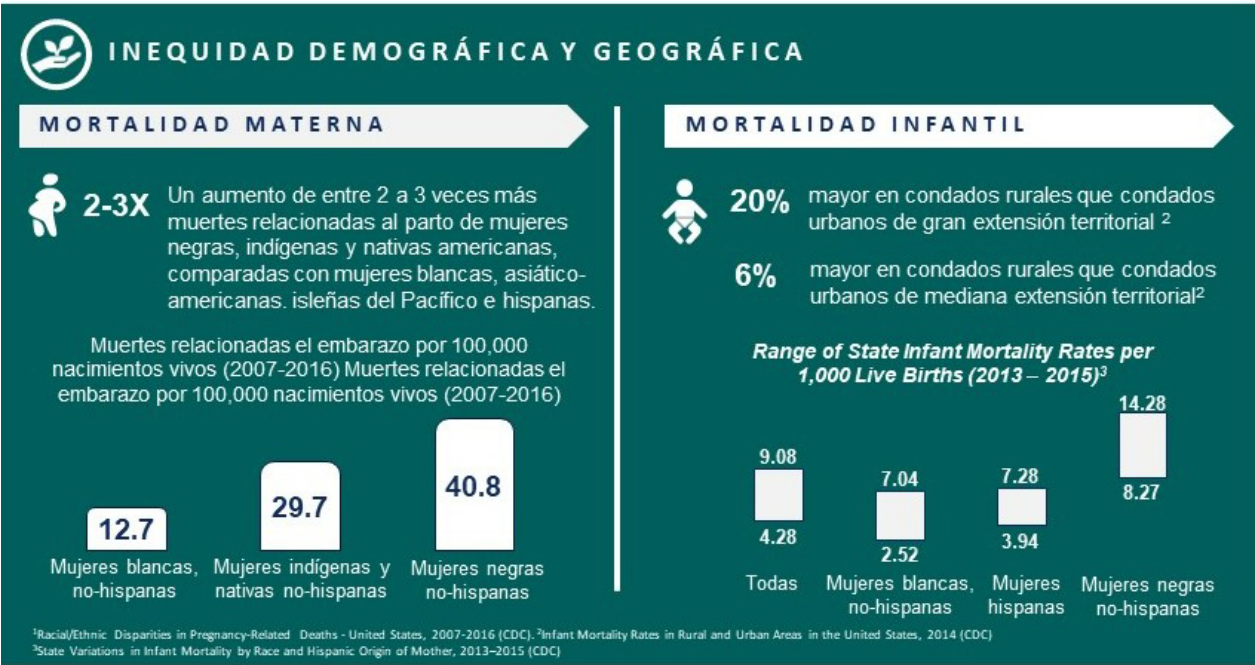 INEQUIDAD DEMOGRÁFICA Y GEOGRÁFICA
MORTALIDAD MATERNA
2-3X
Un aumento de entre 2 a 3 veces más
muertes relacionadas al parto de mujeres
negras, indígenas y nativas americanas,
comparadas con mujeres blancas, asiático-
americanas. isleñas del Pacífico e hispanas.
Muertes relacionadas el embarazo por 100,000
nacimientos vivos (2007-2016) Muertes relacionadas el
embarazo por 100,000 nacimientos vivos (2007-2016)
12.7
29.7
40.8
Mujeres blancas,
no-hispanas
Mujeres indígenas y
nativas no-hispanas
Mujeres negras
no-hispanas
MORTALIDAD INFANTIL
20%
mayor en condados rurales que condados
urbanos de gran extensión territorial ²
6%
mayor en condados rurales que condados
urbanos de mediana extensión territorial²
Range of State Infant Mortality Rates per
1,000 Live Births (2013 – 2015)³
9.08
4.28
7.04
2.52
7.28
3.94
14.28
8.27
Todas
Mujeres blancas,
no-hispanas
Mujeres
hispanas
Mujeres negras
no-hispanas
¹Racial/Ethnic Disparities in Pregnancy-Related Deaths - United States, 2007-2016 (CDC). ²Infant Mortality Rates in Rural and Urban Areas in the United States, 2014 (CDC)
³State Variations in Infant Mortality by Race and Hispanic Origin of Mother, 2013–2015 (CDC)